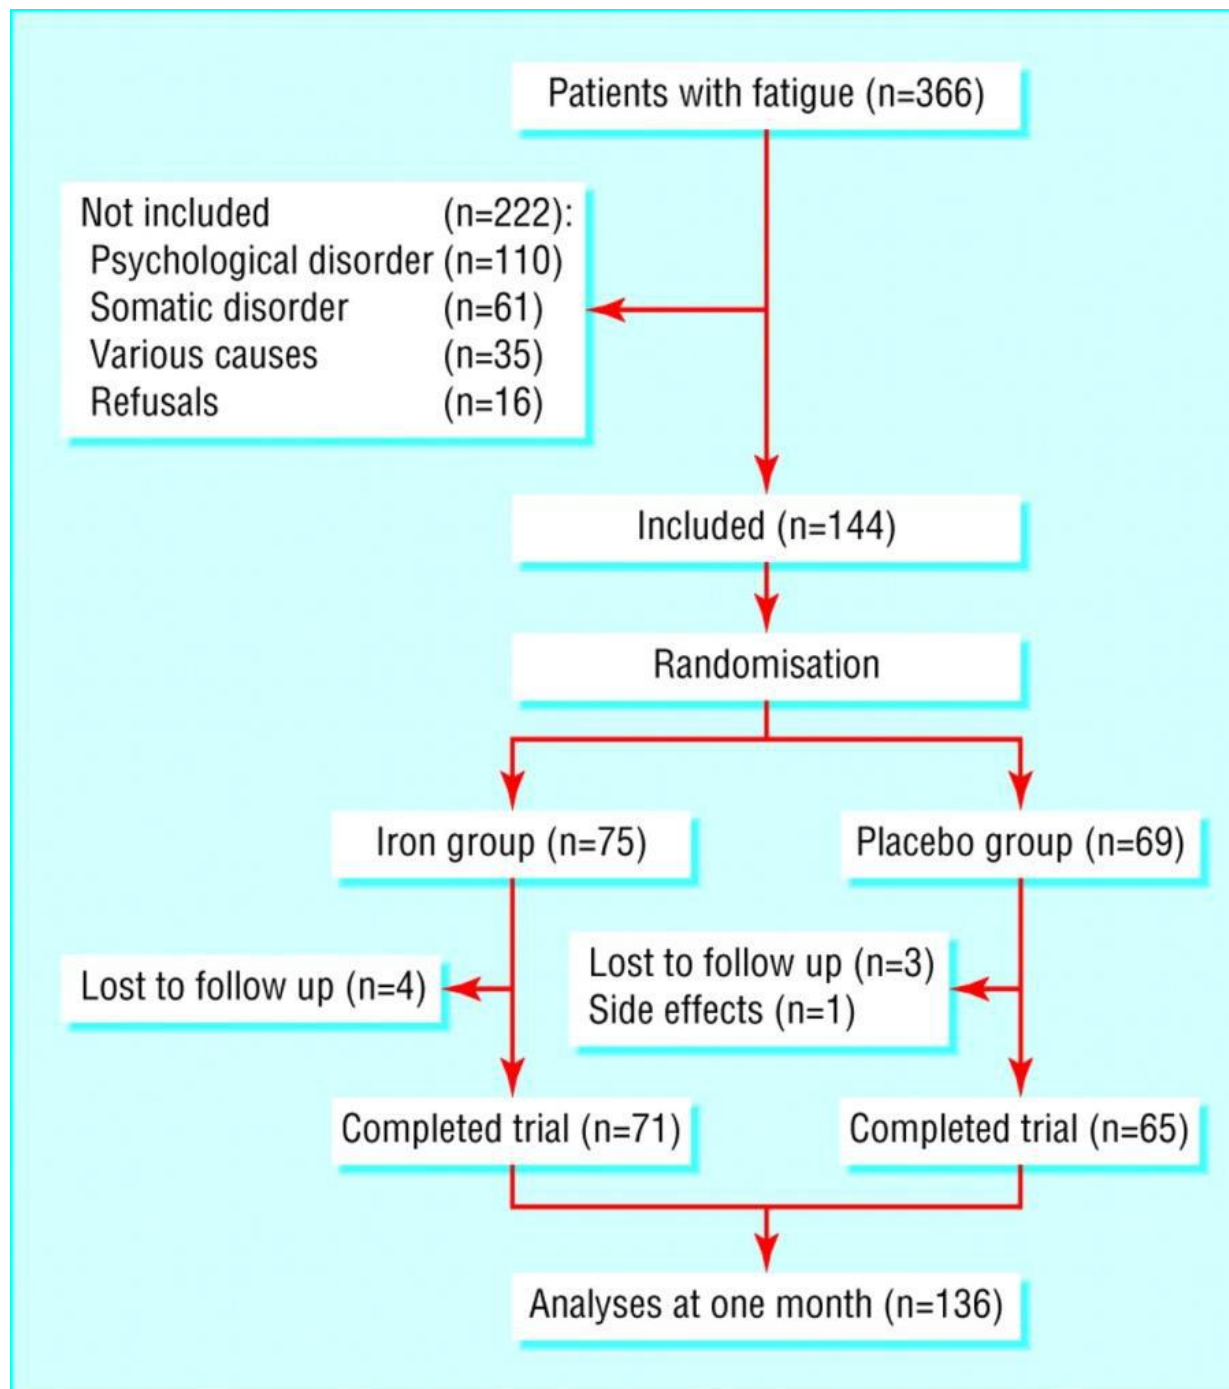 Patients with fatigue (n=366)
Not included (n=222):
Psychological disorder (n=110)
Somatic disorder (n=61)
Various causes (n=35)
Refusals (n=16)
Included (n=144)
Randomisation
Iron group (n=75)
Placebo group (n=69)
Lost to follow up (n=4)
Lost to follow up (n=3)
Side effects (n=1)
Completed trial (n=71)
Completed trial (n=65)
Analyses at one month (n=136)